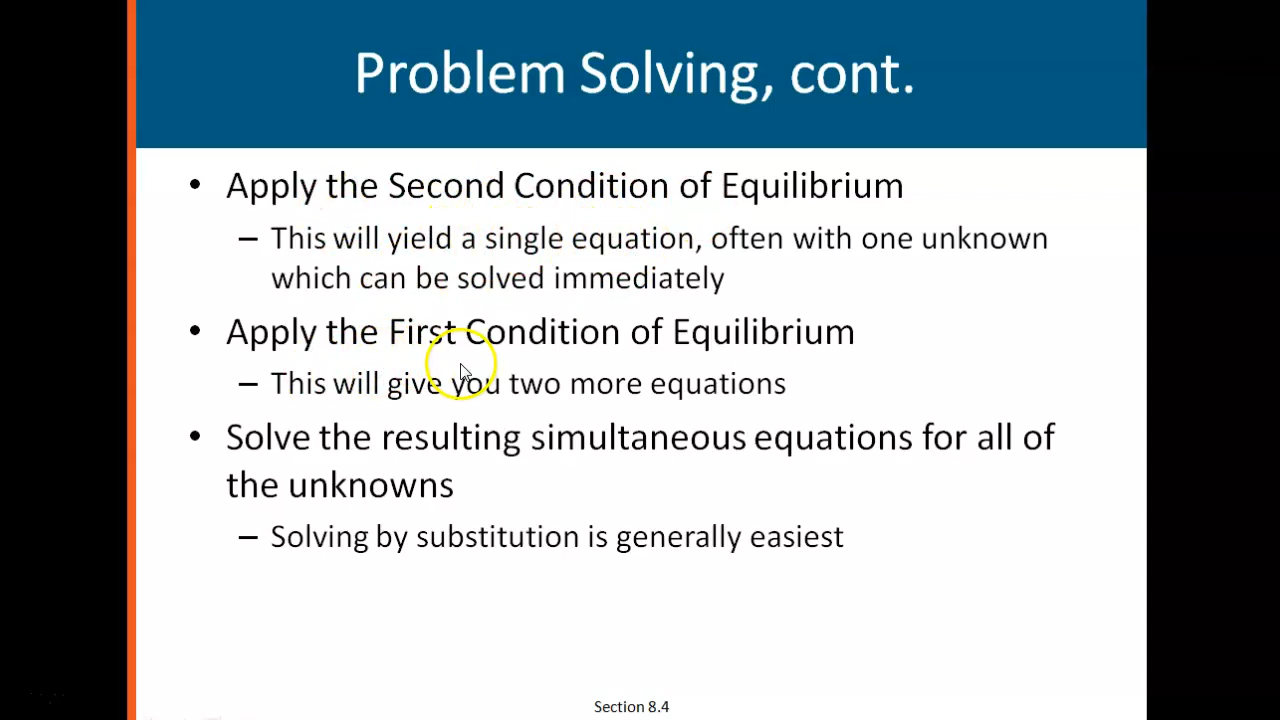 Problem Solving, cont.
• Apply the Second Condition of Equilibrium
– This will yield a single equation, often with one unknown
which can be solved immediately
• Apply the First Condition of Equilibrium
– This will give you two more equations
• Solve the resulting simultaneous equations for all of
the unknowns
– Solving by substitution is generally easiest
Section 8.4